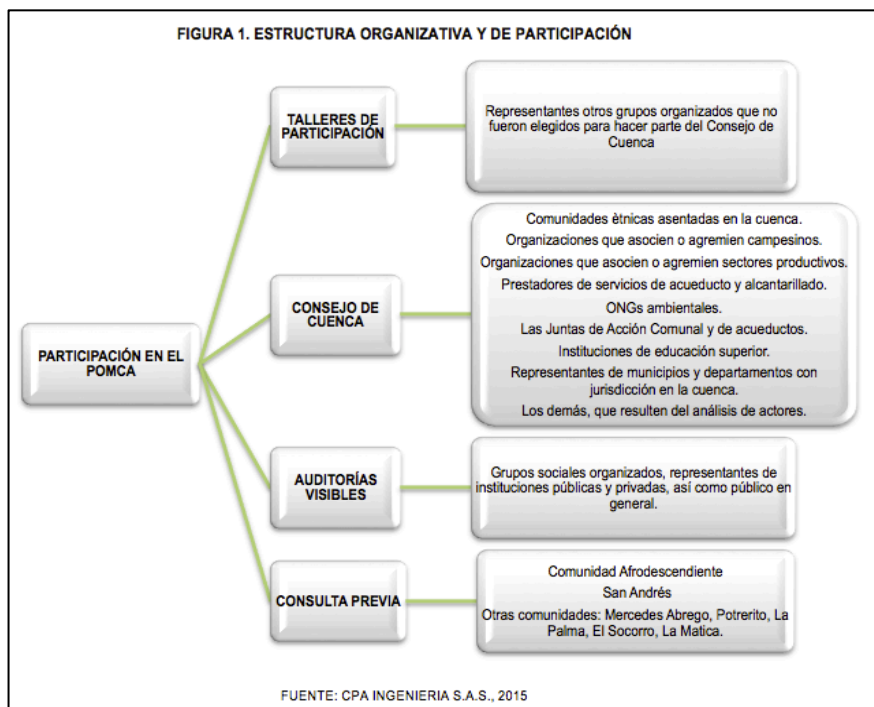 FIGURA 1. ESTRUCTURA ORGANIZATIVA Y DE PARTICIPACIÓN
TALLERES DE
PARTICIPACIÓN
Representantes otros grupos organizados que no
fueron elegidos para hacer parte del Consejo de
Cuenca
PARTICIPACIÓN EN EL
POMCA
CONSEJO DE
CUENCA
Comunidades ètnicas asentadas en la cuenca.
Organizaciones que asocien o agremien campesinos.
Organizaciones que asocien o agremien sectores productivos.
Prestadores de servicios de acueducto y alcantarillado.
ONGs ambientales.
Las Juntas de Acción Comunal y de acueductos.
Instituciones de educación superior.
Representantes de municipios y departamentos con
jurisdicción en la cuenca.
Los demás, que resulten del análisis de actores.
AUDITORÍAS
VISIBLES
Grupos sociales organizados, representantes de
instituciones públicas y privadas, así como público en
general.
CONSULTA PREVIA
Comunidad Afrodescendiente
San Andrés
Otras comunidades: Mercedes Abrego, Potrerito, La
Palma, El Socorro, La Matica.
FUENTE: CPA INGENIERIA S.A.S., 2015